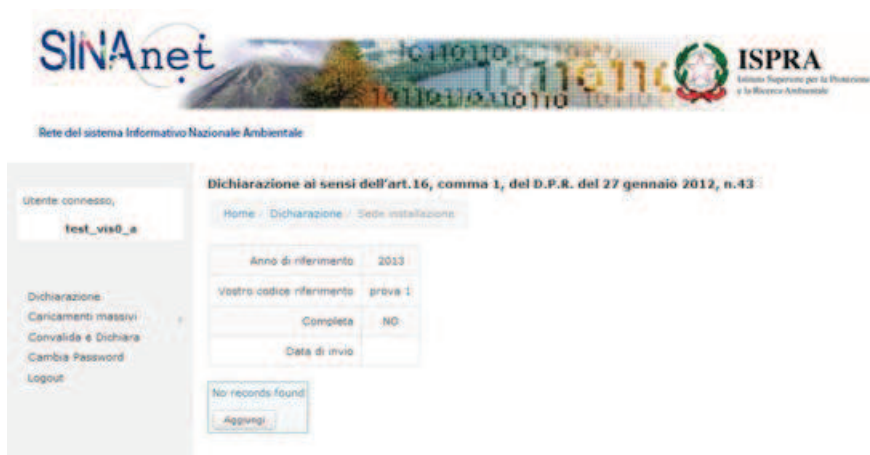 SINAnet
ISPRA
Istituto Superiore per la Protezione
e la Ricerca Ambientale
Rete del sistema Informativo Nazionale Ambientale
Dichiarazione ai sensi dell'art.16, comma 1, del D.P.R. del 27 gennaio 2012, n.43
Utente connesso,
test_vis0_a
Home / Dichiarazione / Sede installazione
Anno di riferimento 2013
Vostro codice riferimento prova 1
Completa NO
Data di invio
Dichiarazione
Caricamenti massivi
Convalida e Dichiara
Cambia Password
Logout
No records found
Aggiungi